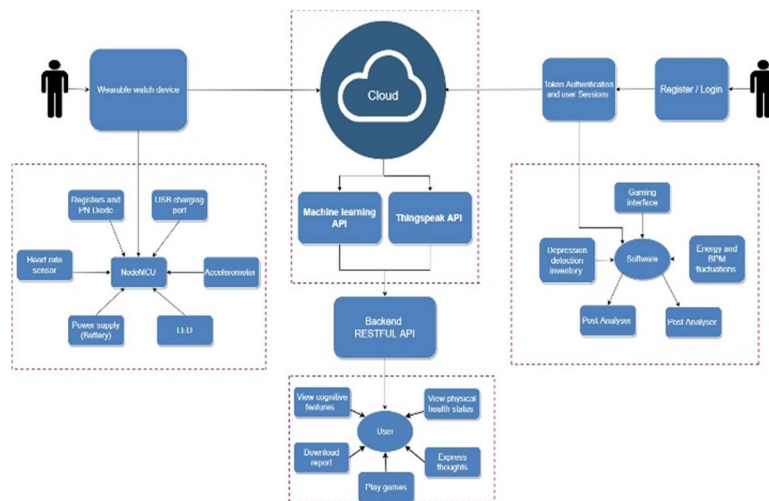 Wearable watch device
Cloud
Token Authentication
and user Sessions
Register / Login
Registers and
PN Diode
USB charging
port
Heart rate
sensor
NodeMCU
Accelerometer
Power supply
(Battery)
LED
Machine learning
API
Thingspeak API
Gaming
interface
Depression
detection
inventory
Software
Energy and
BPM
fluctuations
Post Analyser
Post Analyser
Backend
RESTFUL API
View cognitive
features
View physical
health status
User
Download
report
Express
thoughts
Play games